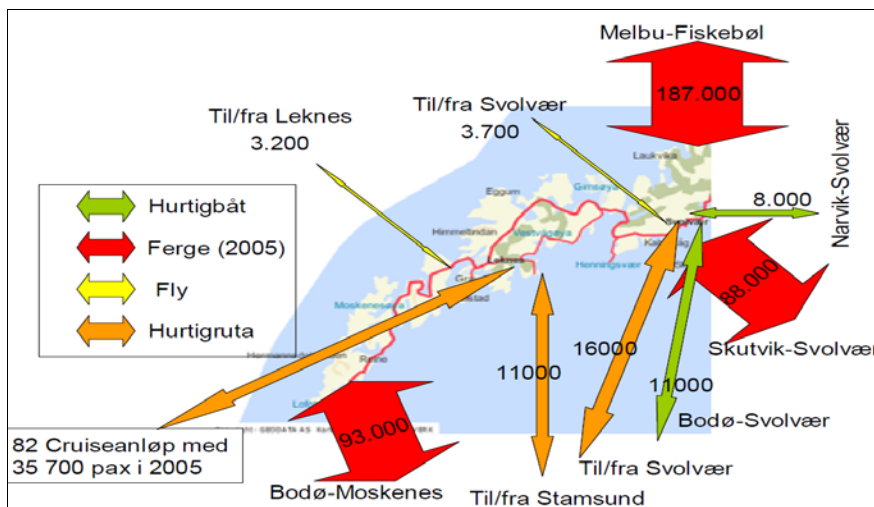 Melbu-Fiskebøl
187.000
Til/fra Svolvær
3.700
Til/fra Leknes
3.200
Laukvika
Gimsøya
Eggum
8.000
Narvik-Svolvær
Hurtigbåt
Ferge (2005)
Fly
Hurtigruta
Svolvær
Himmeltindan
Vestvågøya
Henningsvær
Leknes
88.000
Moskenesøya
Reine
Skutvik-Svolvær
16000
11000
11000
Bodø-Svolvær
93.000
82 Cruiseanløp med
35 700 pax i 2005
Til/fra Svolvær
Bodø-Moskenes
Til/fra Stamsund